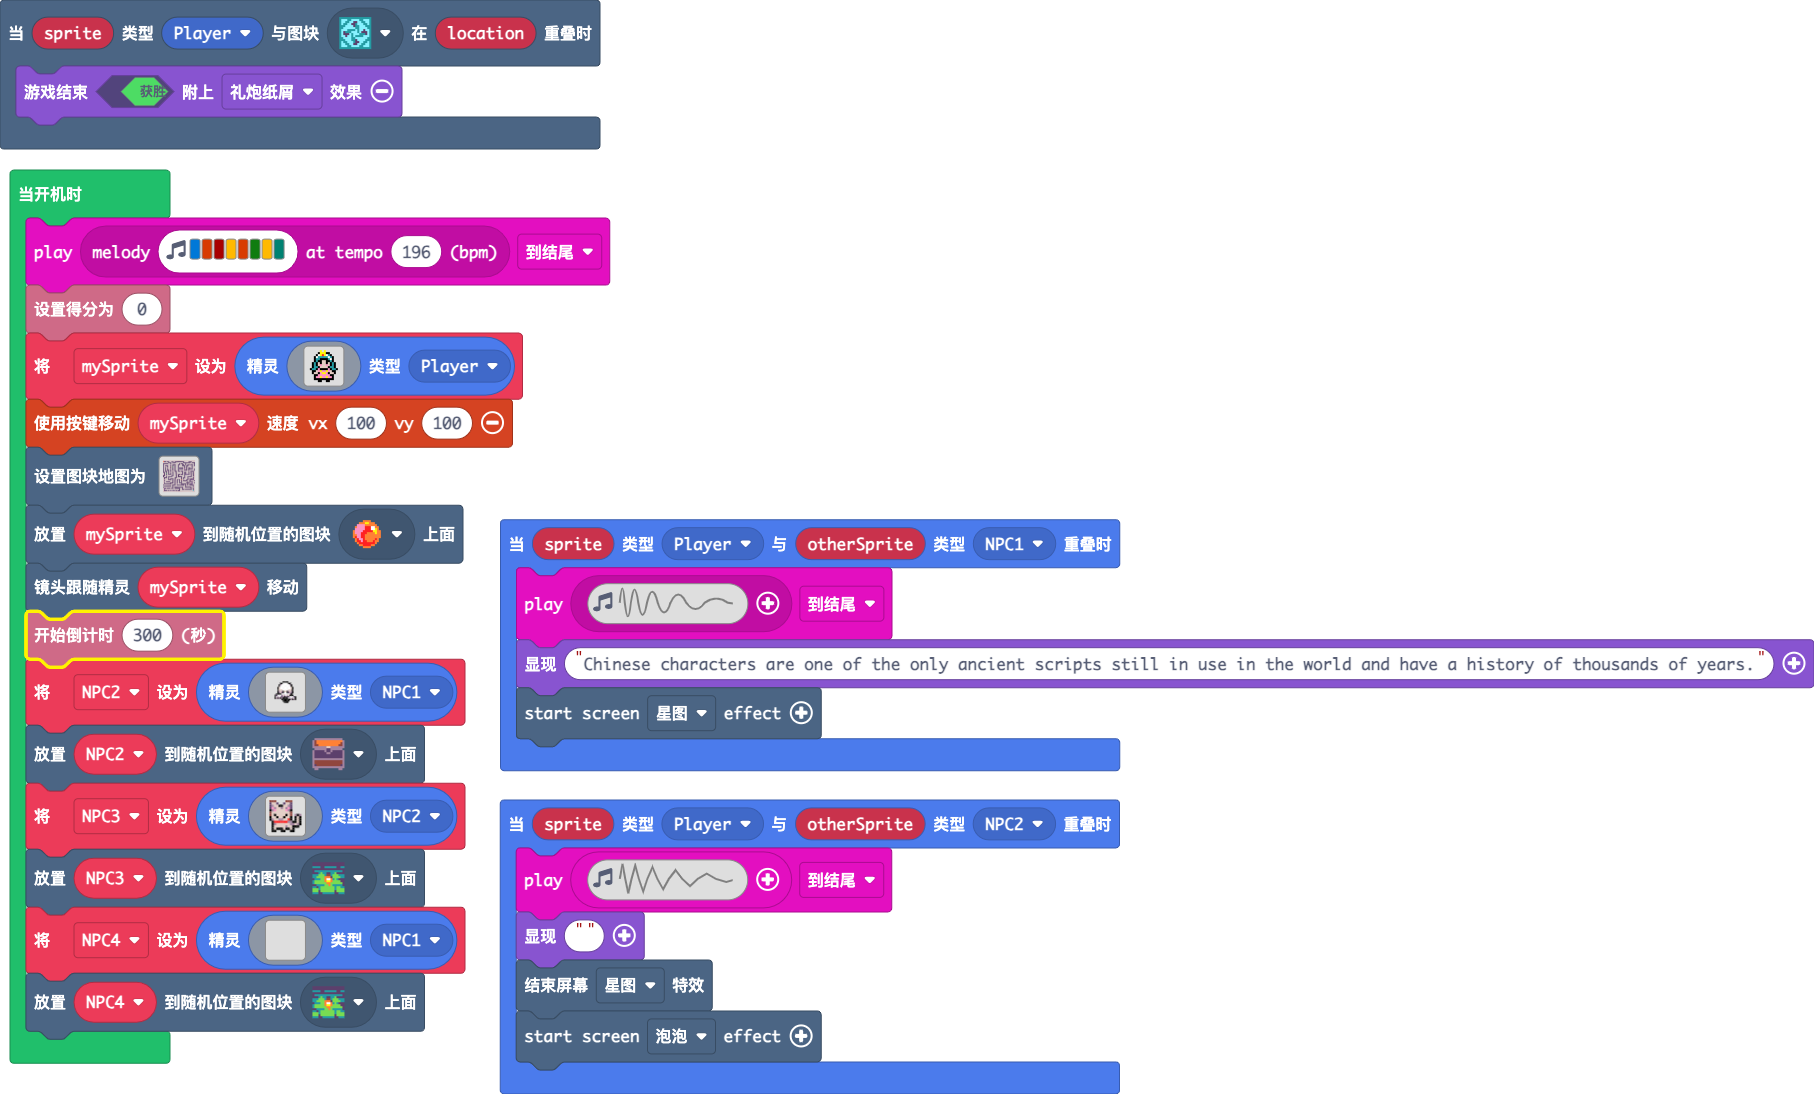 当 sprite 类型 Player 与图块 在 location 重叠时
游戏结束 获胜 附上 礼炮纸屑 效果
当开机时
play melody at tempo 196 (bpm) 到结尾
设置得分为 0
将 mySprite 设为 精灵 类型 Player
使用按键移动 mySprite 速度 vx 100 vy 100
设置图块地图为
放置 mySprite 到随机位置的图块 上面
镜头跟随精灵 mySprite 移动
开始倒计时 300 (秒)
将 NPC2 设为 精灵 类型 NPC1
放置 NPC2 到随机位置的图块 上面
将 NPC3 设为 精灵 类型 NPC2
放置 NPC3 到随机位置的图块 上面
将 NPC4 设为 精灵 类型 NPC1
放置 NPC4 到随机位置的图块 上面
当 sprite 类型 Player 与 otherSprite 类型 NPC1 重叠时
play 到结尾
显现 "Chinese characters are one of the only ancient scripts still in use in the world and have a history of thousands of years."
start screen 星图 effect
当 sprite 类型 Player 与 otherSprite 类型 NPC2 重叠时
play 到结尾
显现 " "
结束屏幕 星图 特效
start screen 泡泡 effect